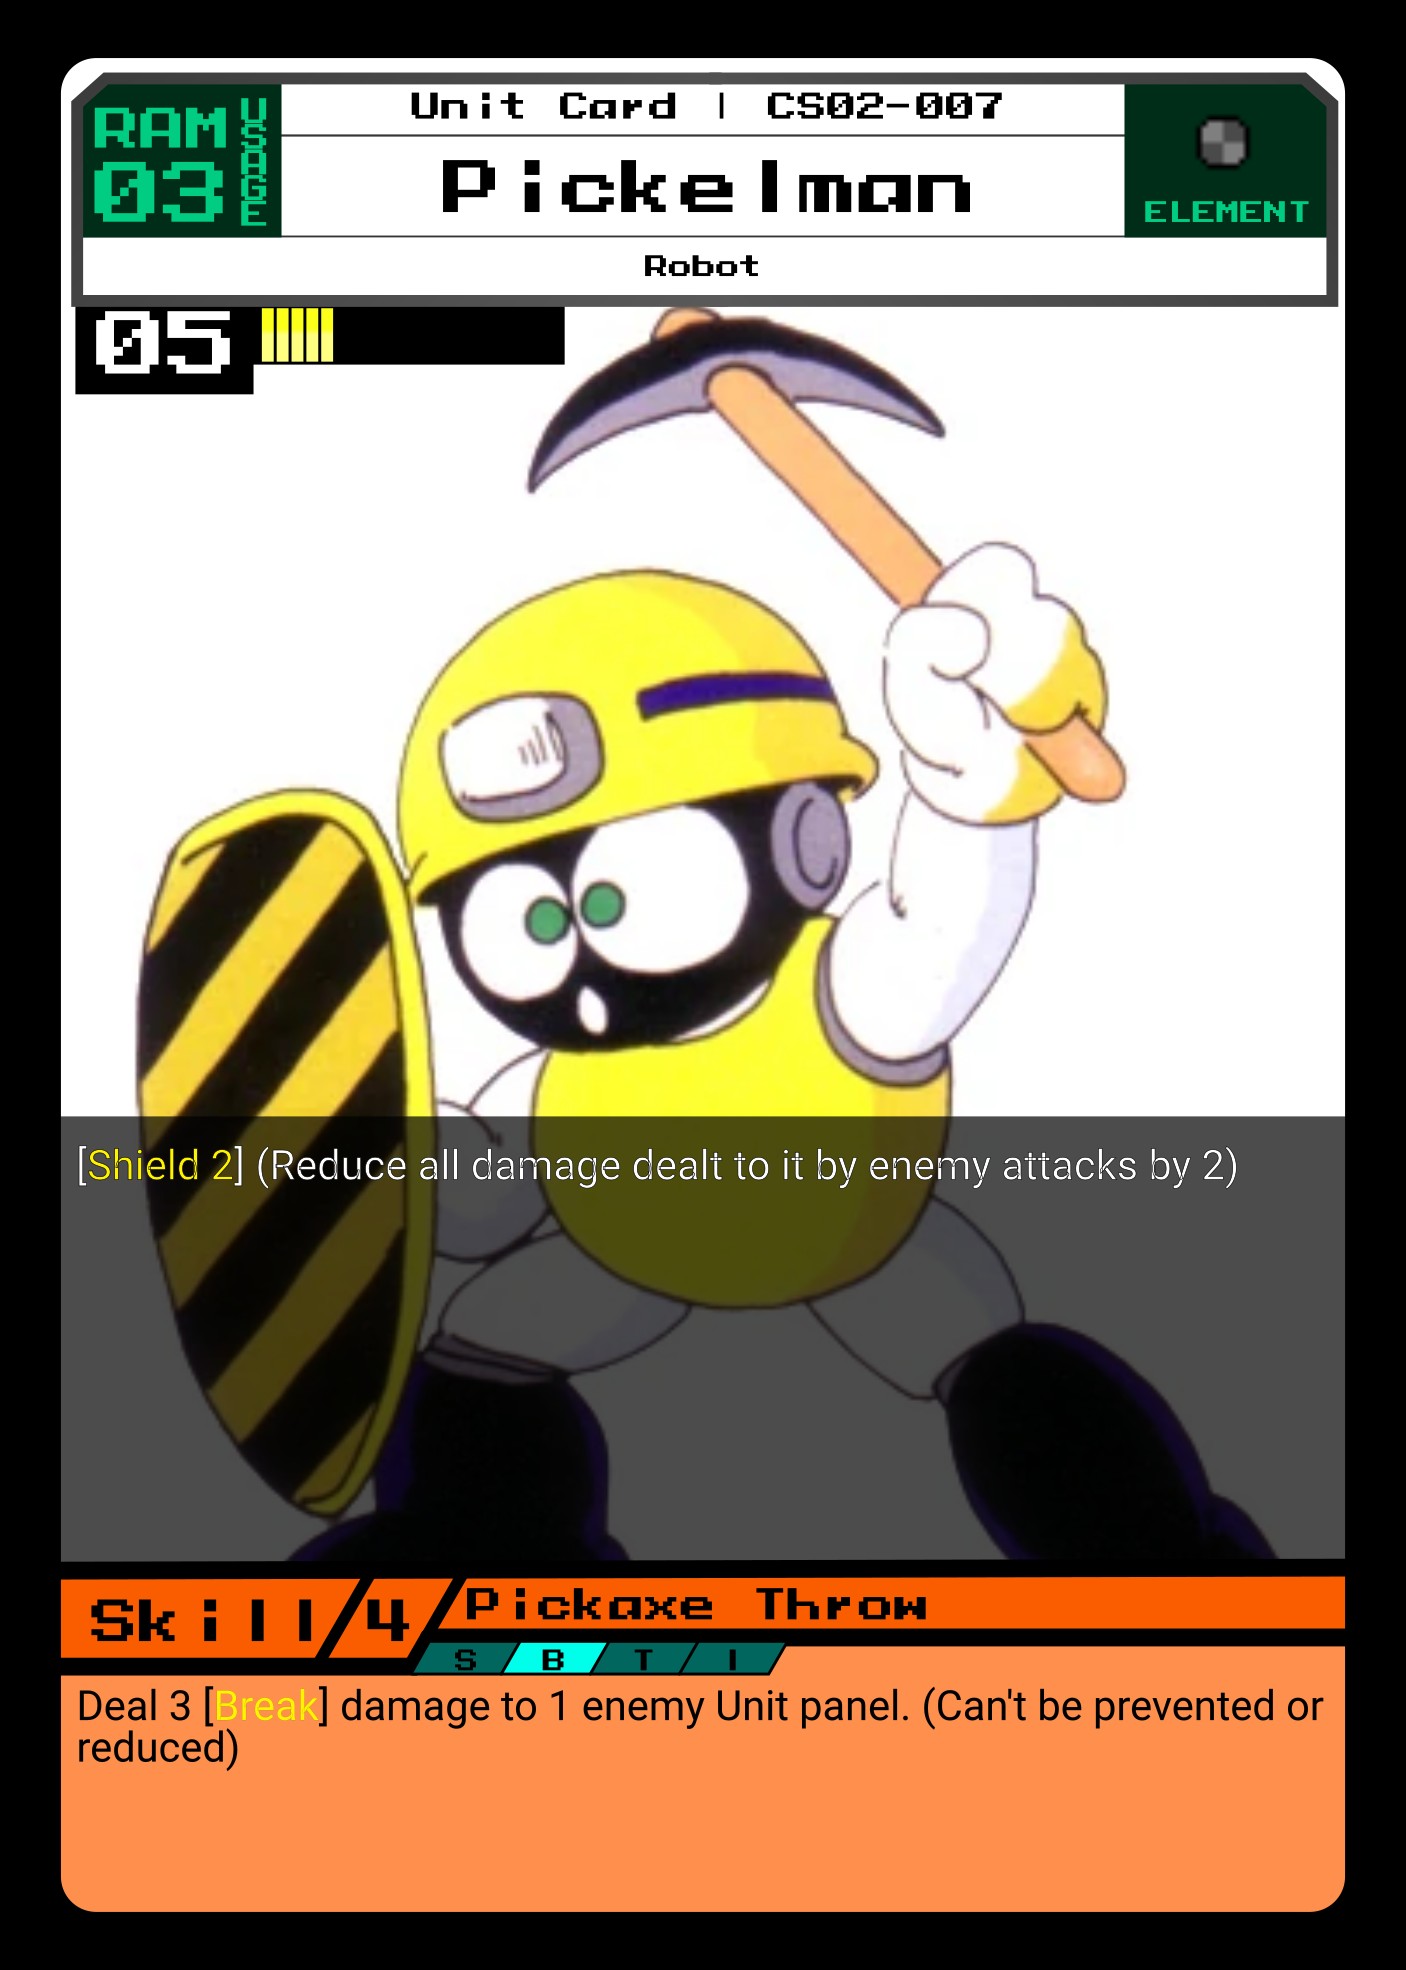 RAM USAGE
03
Unit Card | CS02-007
Pickelman
ELEMENT
Robot
05
[Shield 2] (Reduce all damage dealt to it by enemy attacks by 2)
Skill/4
Pickaxe Throw
S B T I
Deal 3 [Break] damage to 1 enemy Unit panel. (Can't be prevented or
reduced)